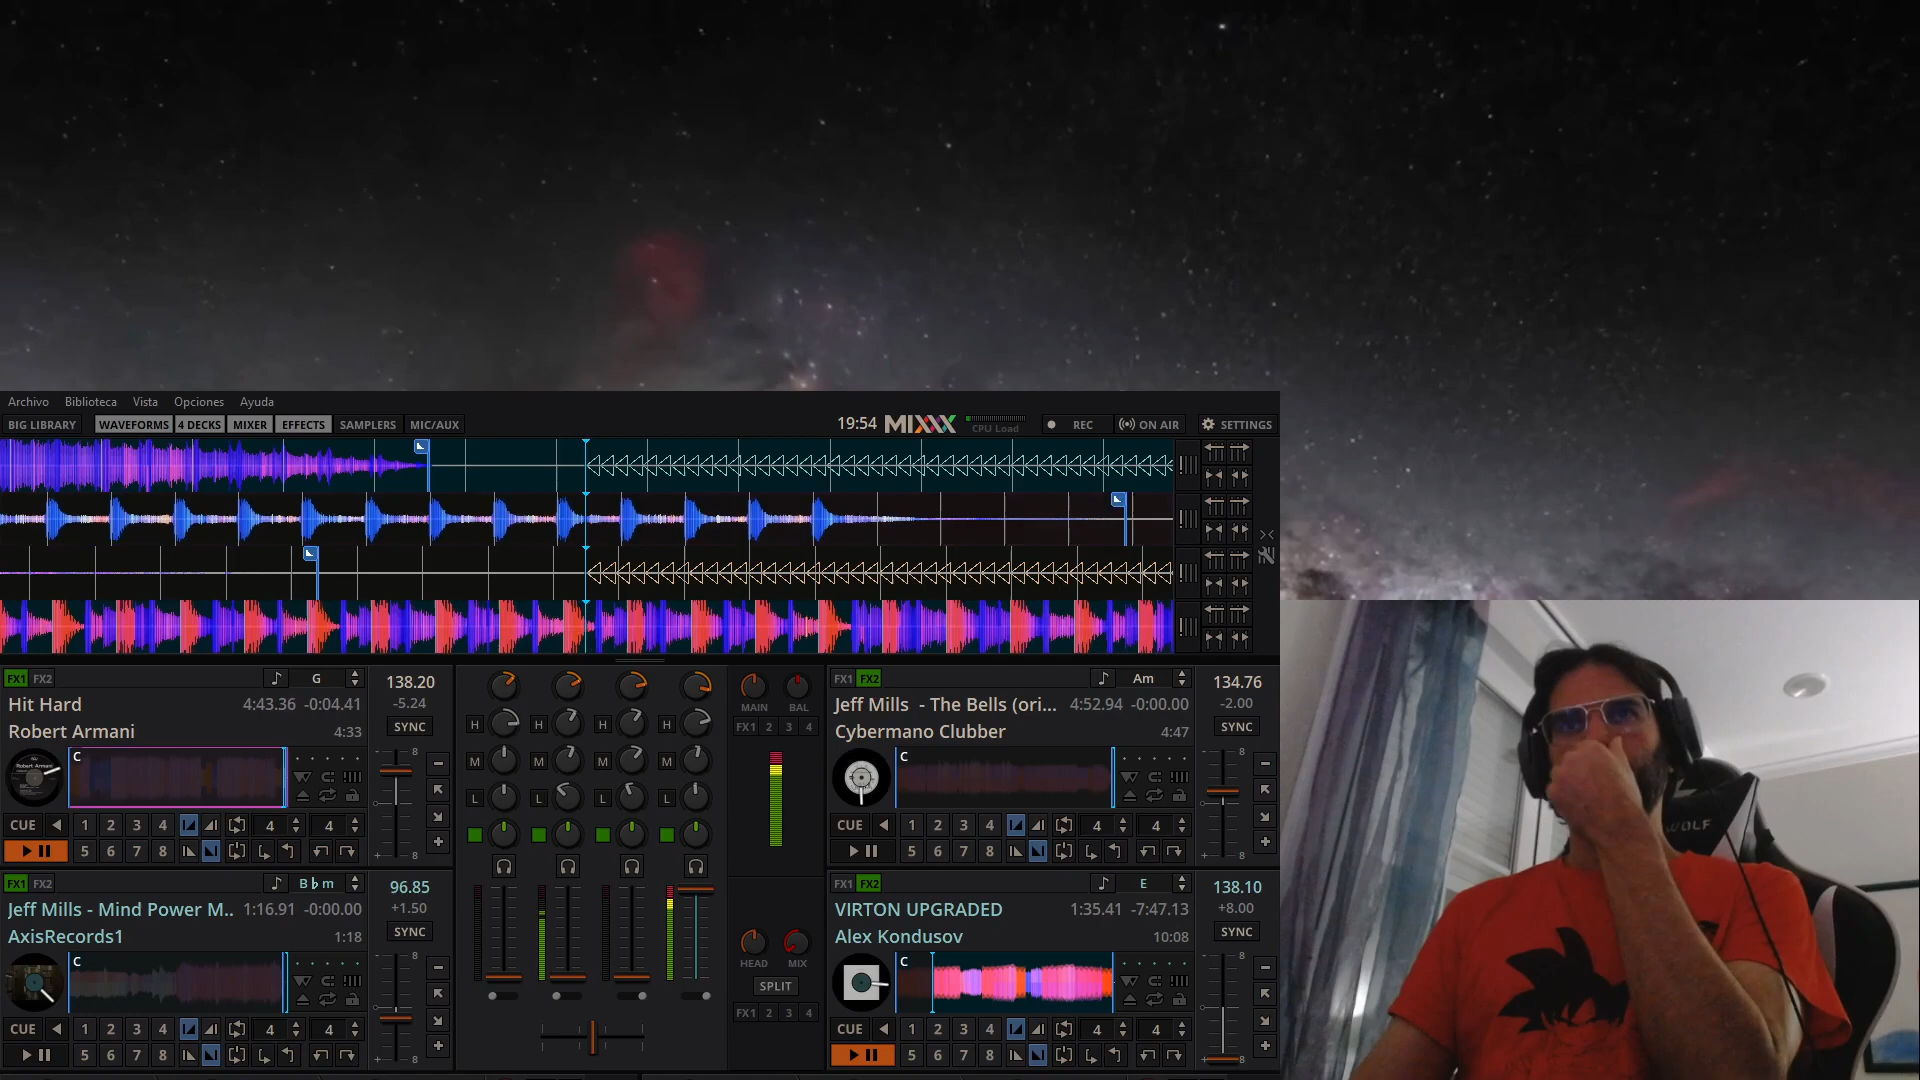 Archivo Biblioteca Vista Opciones Ayuda
BIG LIBRARY WAVEFORMS 4 DECKS MIXER EFFECTS SAMPLERS MIC/AUX 19:54 MIXXX CPU Load REC ON AIR SETTINGS
FX1 FX2 G
138.20
-5.24
Hit Hard 4:43.36 -0:04.41
SYNC
Robert Armani 4:33
C
CUE 1 2 3 4 4 4
5 6 7 8
FX1 FX2 B♭m
96.85
+1.50
Jeff Mills - Mind Power M.. 1:16.91 -0:00.00
SYNC
AxisRecords1 1:18
C
CUE 1 2 3 4 4 4
5 6 7 8
H H H H
M M M M
L L L L
MAIN BAL
FX1 2 3 4
HEAD MIX
SPLIT
FX1 2 3 4
FX1 FX2 Am
134.76
-2.00
Jeff Mills - The Bells (ori... 4:52.94 -0:00.00
SYNC
Cybermano Clubber 4:47
C
CUE 1 2 3 4 4 4
5 6 7 8
FX1 FX2 E
138.10
+8.00
VIRTON UPGRADED 1:35.41 -7:47.13
SYNC
Alex Kondusov 10:08
C
CUE 1 2 3 4 4 4
5 6 7 8
WOLF